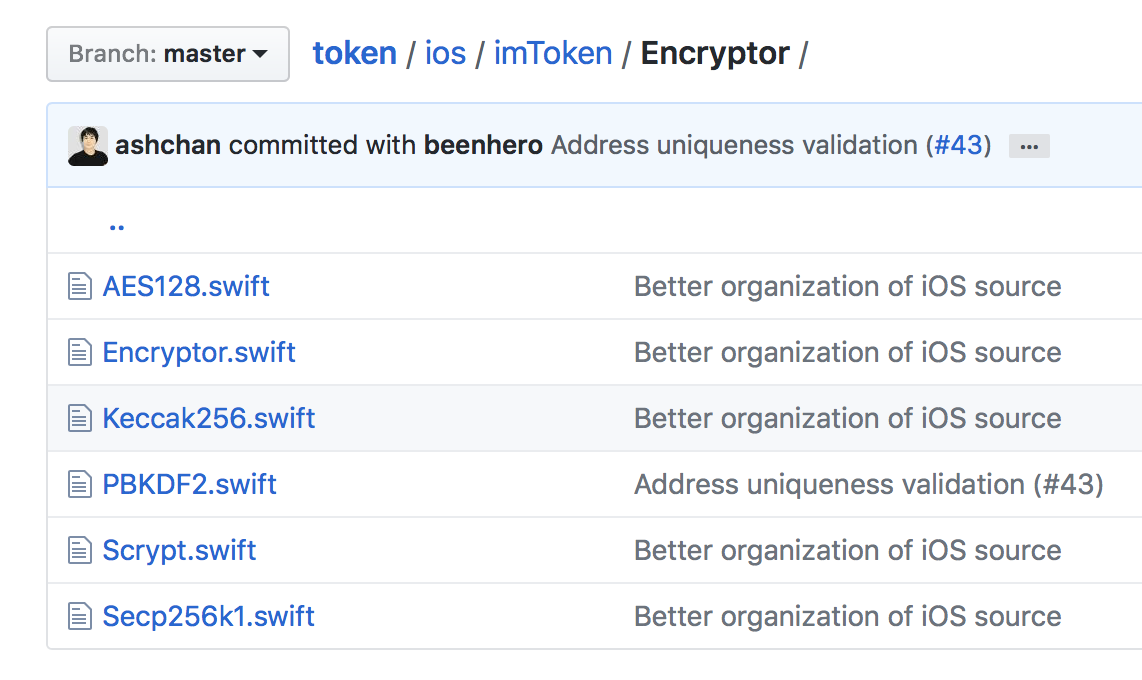 Branch: master token / ios / imToken / Encryptor /
ashchan committed with beenhero Address uniqueness validation (#43) ...
..
AES128.swift Better organization of iOS source
Encryptor.swift Better organization of iOS source
Keccak256.swift Better organization of iOS source
PBKDF2.swift Address uniqueness validation (#43)
Scrypt.swift Better organization of iOS source
Secp256k1.swift Better organization of iOS source